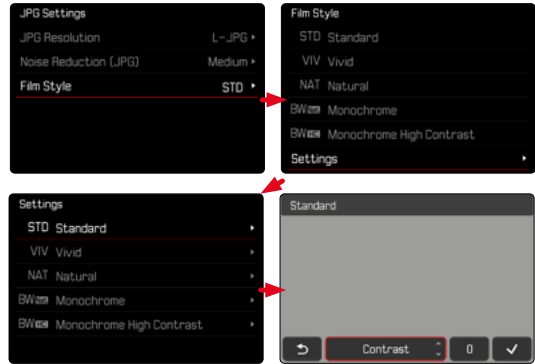 JPG Settings
JPG Resolution L-JPG
Noise Reduction (JPG) Medium
Film Style STD
Film Style
STD Standard
VIV Vivid
NAT Natural
BW Monochrome
BW Monochrome High Contrast
Settings
Settings
STD Standard
VIV Vivid
NAT Natural
BW Monochrome
BW Monochrome High Contrast
Standard
Contrast 0